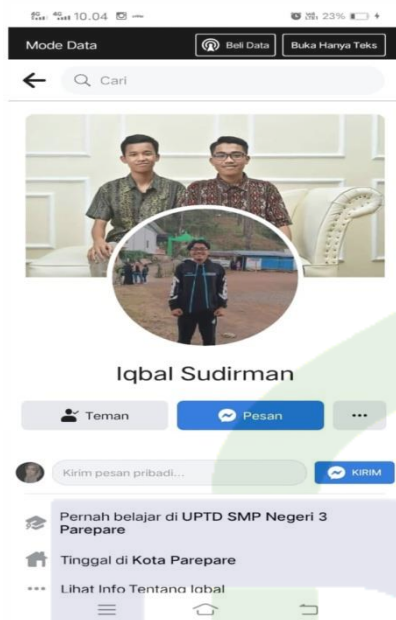 10.04
23%
Mode Data
Beli Data
Buka Hanya Teks
Cari
Iqbal Sudirman
Teman
Pesan
Kirim pesan pribadi...
KIRIM
Pernah belajar di UPTD SMP Negeri 3
Parepare
Tinggal di Kota Parepare
Lihat Info Tentang Iqbal